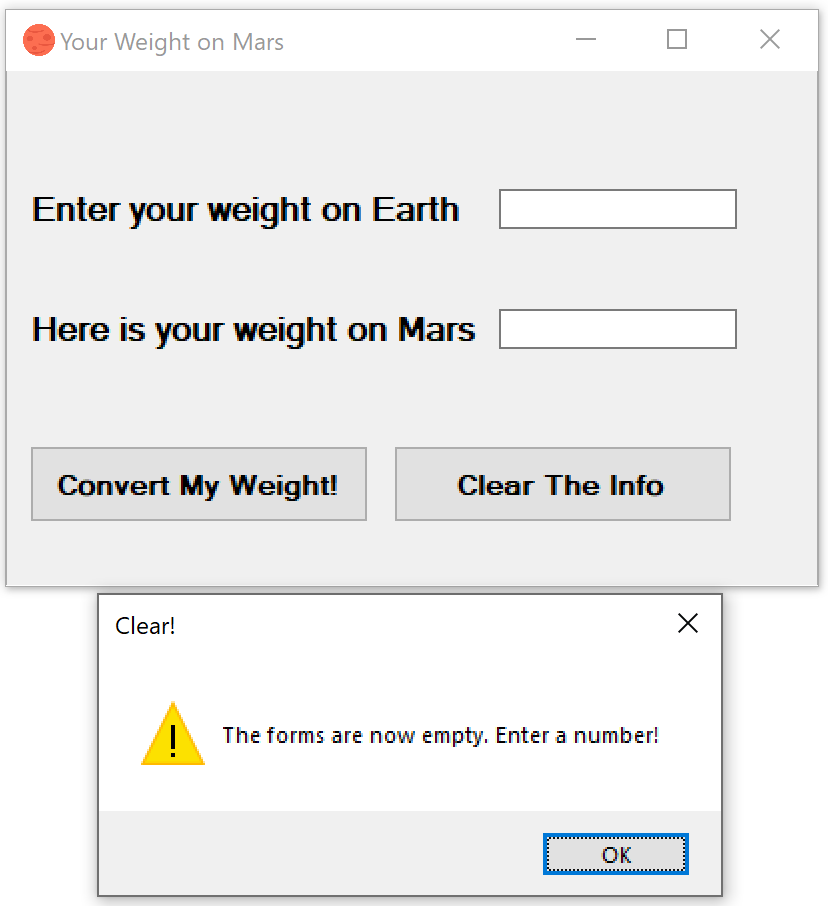 Your Weight on Mars
Enter your weight on Earth
Here is your weight on Mars
Convert My Weight!
Clear The Info
Clear!
The forms are now empty. Enter a number!
OK